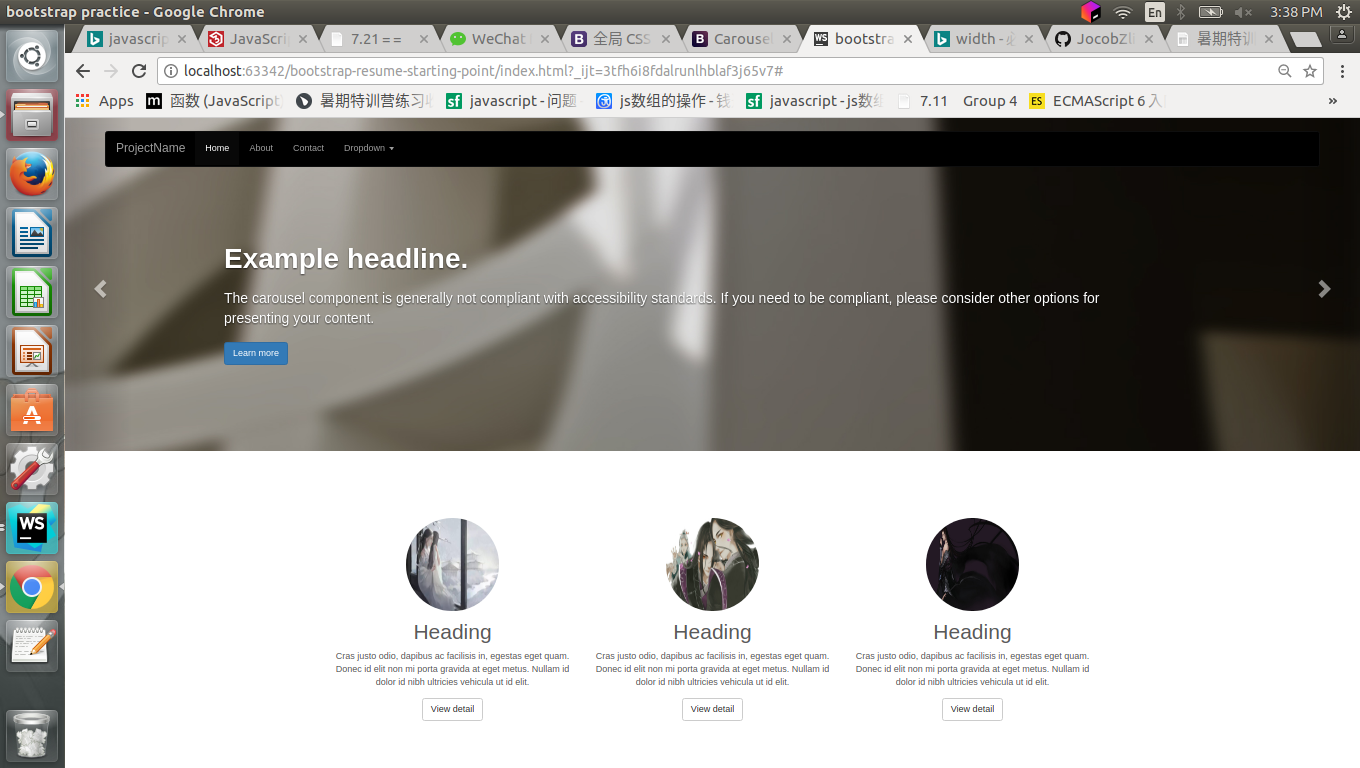 bootstrap practice - Google Chrome
En
3:38 PM
javascrip
JavaScri
7.21 = =
WeChat
全局 CSS
Carousel
bootstra
width - 必
JocobZl
暑期特训
localhost:63342/bootstrap-resume-starting-point/index.html?_ijt=3tfh6i8fdalrunlhblaf3j65v7#
Apps
m
函数 (JavaScript)
暑期特训营练习
sf
javascript - 问题
js数组的操作 - 钱
sf
javascript - js数组
7.11
Group 4
ES
ECMAScript 6 入
»
ProjectName
Home
About
Contact
Dropdown
Example headline.
The carousel component is generally not compliant with accessibility standards. If you need to be compliant, please consider other options for
presenting your content.
Learn more
WS
Heading
Heading
Heading
Cras justo odio, dapibus ac facilisis in, egestas eget quam.
Donec id elit non mi porta gravida at eget metus. Nullam id
dolor id nibh ultricies vehicula ut id elit.
Cras justo odio, dapibus ac facilisis in, egestas eget quam.
Donec id elit non mi porta gravida at eget metus. Nullam id
dolor id nibh ultricies vehicula ut id elit.
Cras justo odio, dapibus ac facilisis in, egestas eget quam.
Donec id elit non mi porta gravida at eget metus. Nullam id
dolor id nibh ultricies vehicula ut id elit.
View detail
View detail
View detail